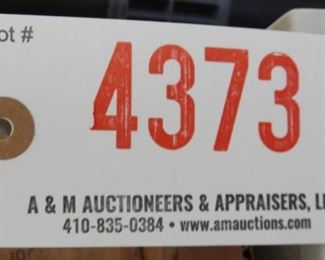 ot #
4373
A & M AUCTIONEERS & APPRAISERS, LL
410-835-0384 • www.amauctions.com